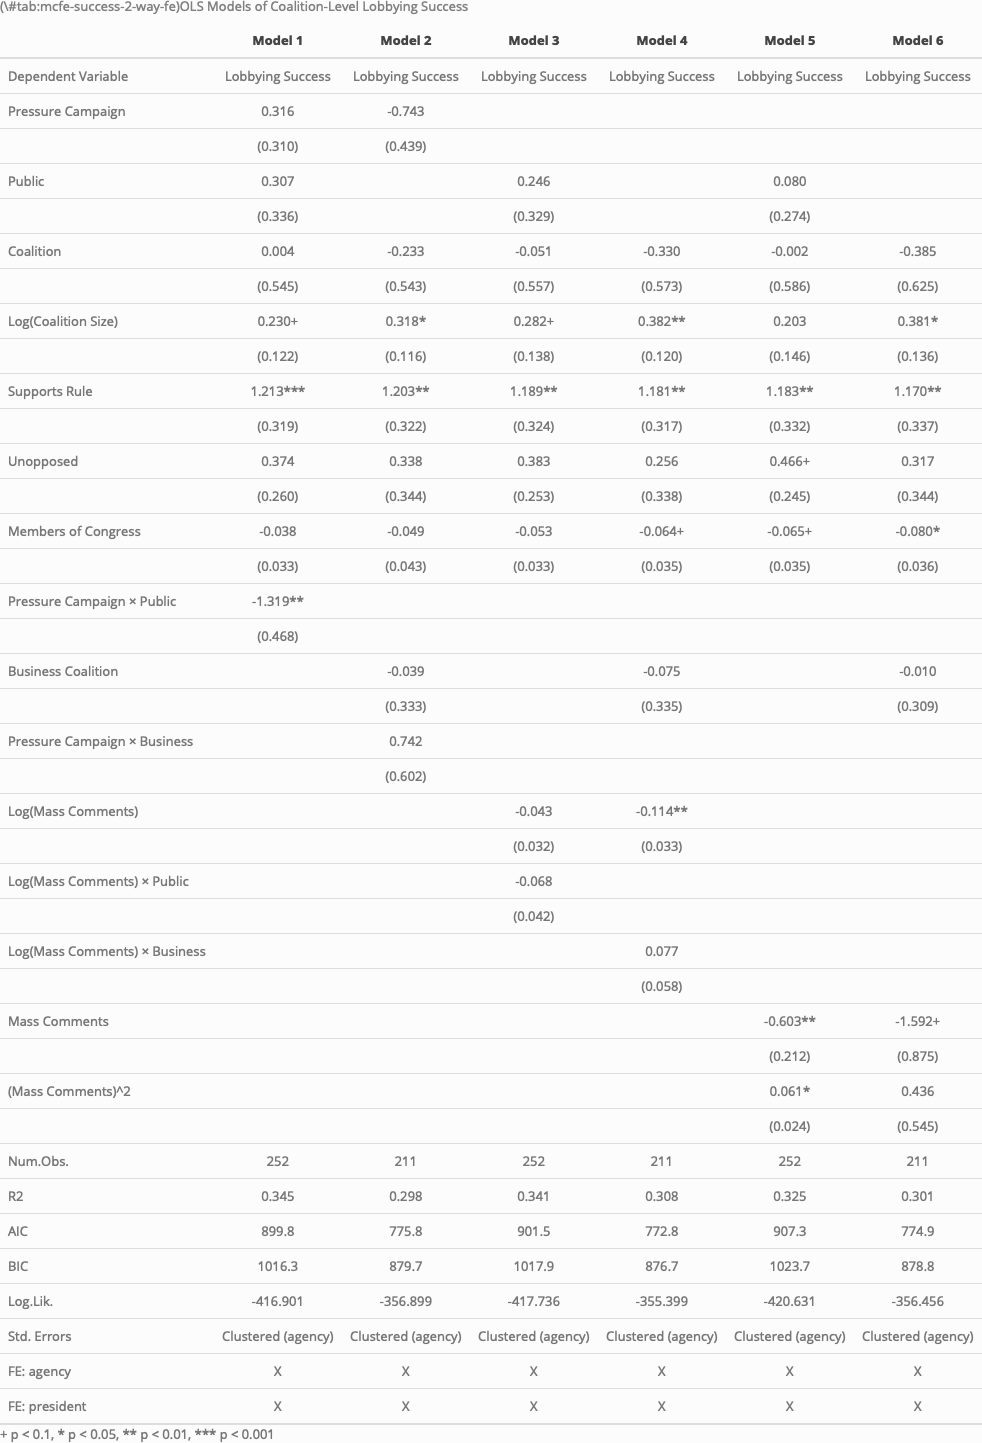 (\#tab:mcfe-success-2-way-fe)OLS Models of Coalition-Level Lobbying Success
Model 1 Model 2 Model 3 Model 4 Model 5 Model 6
Dependent Variable Lobbying Success Lobbying Success Lobbying Success Lobbying Success Lobbying Success Lobbying Success
Pressure Campaign 0.316 -0.743
(0.310) (0.439)
Public 0.307 0.246 0.080
(0.336) (0.329) (0.274)
Coalition 0.004 -0.233 -0.051 -0.330 -0.002 -0.385
(0.545) (0.543) (0.557) (0.573) (0.586) (0.625)
Log(Coalition Size) 0.230+ 0.318* 0.282+ 0.382** 0.203 0.381*
(0.122) (0.116) (0.138) (0.120) (0.146) (0.136)
Supports Rule 1.213*** 1.203** 1.189** 1.181** 1.183** 1.170**
(0.319) (0.322) (0.324) (0.317) (0.332) (0.337)
Unopposed 0.374 0.338 0.383 0.256 0.466+ 0.317
(0.260) (0.344) (0.253) (0.338) (0.245) (0.344)
Members of Congress -0.038 -0.049 -0.053 -0.064+ -0.065+ -0.080*
(0.033) (0.043) (0.033) (0.035) (0.035) (0.036)
Pressure Campaign × Public -1.319**
(0.468)
Business Coalition -0.039 -0.075 -0.010
(0.333) (0.335) (0.309)
Pressure Campaign × Business 0.742
(0.602)
Log(Mass Comments) -0.043 -0.114**
(0.032) (0.033)
Log(Mass Comments) × Public -0.068
(0.042)
Log(Mass Comments) × Business 0.077
(0.058)
Mass Comments -0.603** -1.592+
(0.212) (0.875)
(Mass Comments)^2 0.061* 0.436
(0.024) (0.545)
Num.Obs. 252 211 252 211 252 211
R2 0.345 0.298 0.341 0.308 0.325 0.301
AIC 899.8 775.8 901.5 772.8 907.3 774.9
BIC 1016.3 879.7 1017.9 876.7 1023.7 878.8
Log.Lik. -416.901 -356.899 -417.736 -355.399 -420.631 -356.456
Std. Errors Clustered (agency) Clustered (agency) Clustered (agency) Clustered (agency) Clustered (agency) Clustered (agency)
FE: agency X X X X X X
FE: president X X X X X X
+ p < 0.1, * p < 0.05, ** p < 0.01, *** p < 0.001